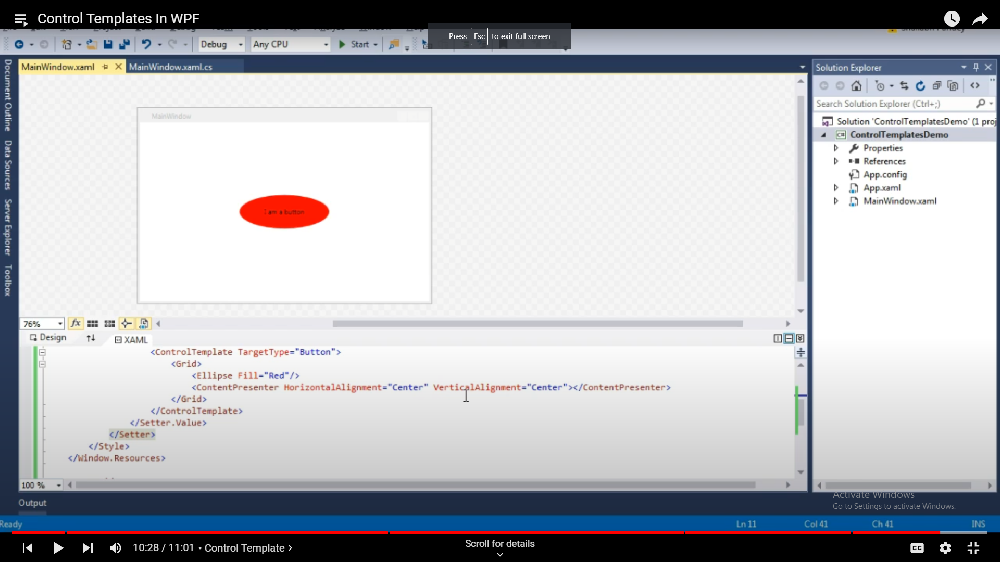 Control Templates In WPF
Press Esc to exit full screen
Debug
Any CPU
Start
MainWindow.xaml
MainWindow.xaml.cs
Document Outline
Data Sources
Server Explorer
Toolbox
MainWindow
I am a button
Solution Explorer
Search Solution Explorer (Ctrl+;)
Solution 'ControlTemplatesDemo' (1 proj
C# ControlTemplatesDemo
Properties
References
App.config
App.xaml
MainWindow.xaml
76%
fx
Design
XAML
<ControlTemplate TargetType="Button">
<Grid>
<Ellipse Fill="Red"/>
<ContentPresenter HorizontalAlignment="Center" VerticalAlignment="Center"></ContentPresenter>
</Grid>
</ControlTemplate>
</Setter.Value>
</Setter>
</Style>
</Window.Resources>
100 %
Output
Activate Windows
Go to Settings to activate Windows.
Ready
Ln 11
Col 41
Ch 41
INS
Scroll for details
10:28 / 11:01 • Control Template >
CC